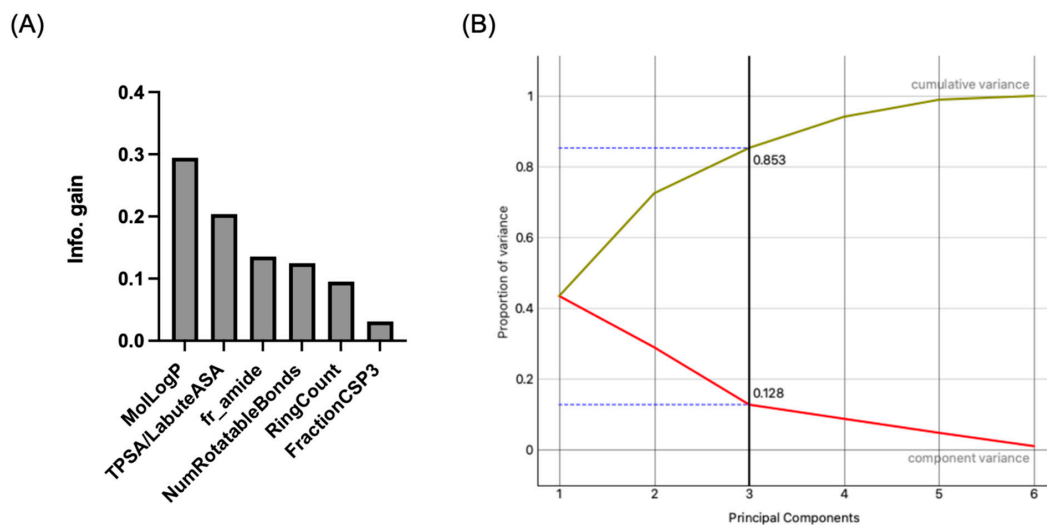 (A)
(B)
Info. gain
0.4
0.3
0.2
0.1
0.0
MolLogP
TPSA/LabuteASA
fr_amide
NumRotatableBonds
RingCount
FractionCSP3
Proportion of variance
1
0.8
0.6
0.4
0.2
0
cumulative variance
0.853
0.128
component variance
1 2 3 4 5 6
Principal Components